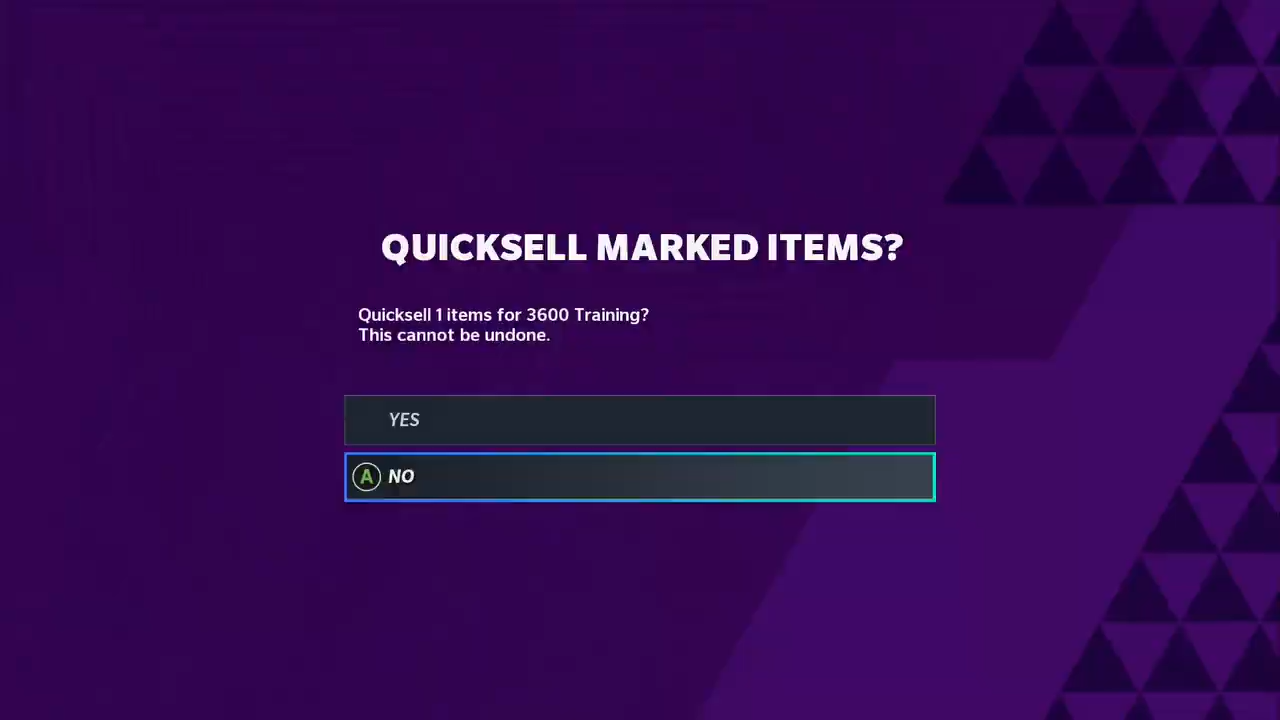 QUICKSELL MARKED ITEMS?
Quicksell 1 items for 3600 Training?
This cannot be undone.
YES
A NO